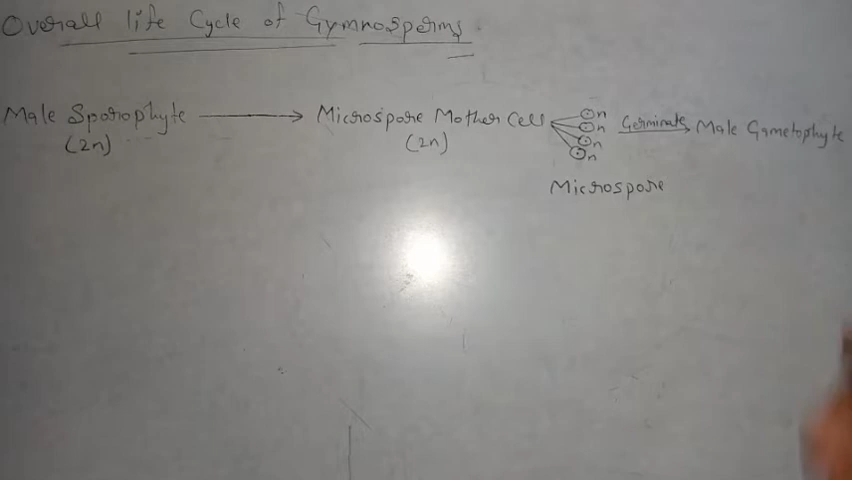 Overall life Cycle of Gymnosperms
Male Sporophyte → Microspore Mother Cell n n n n Germinate → Male Gametophyte
(2n) (2n)
Microspore